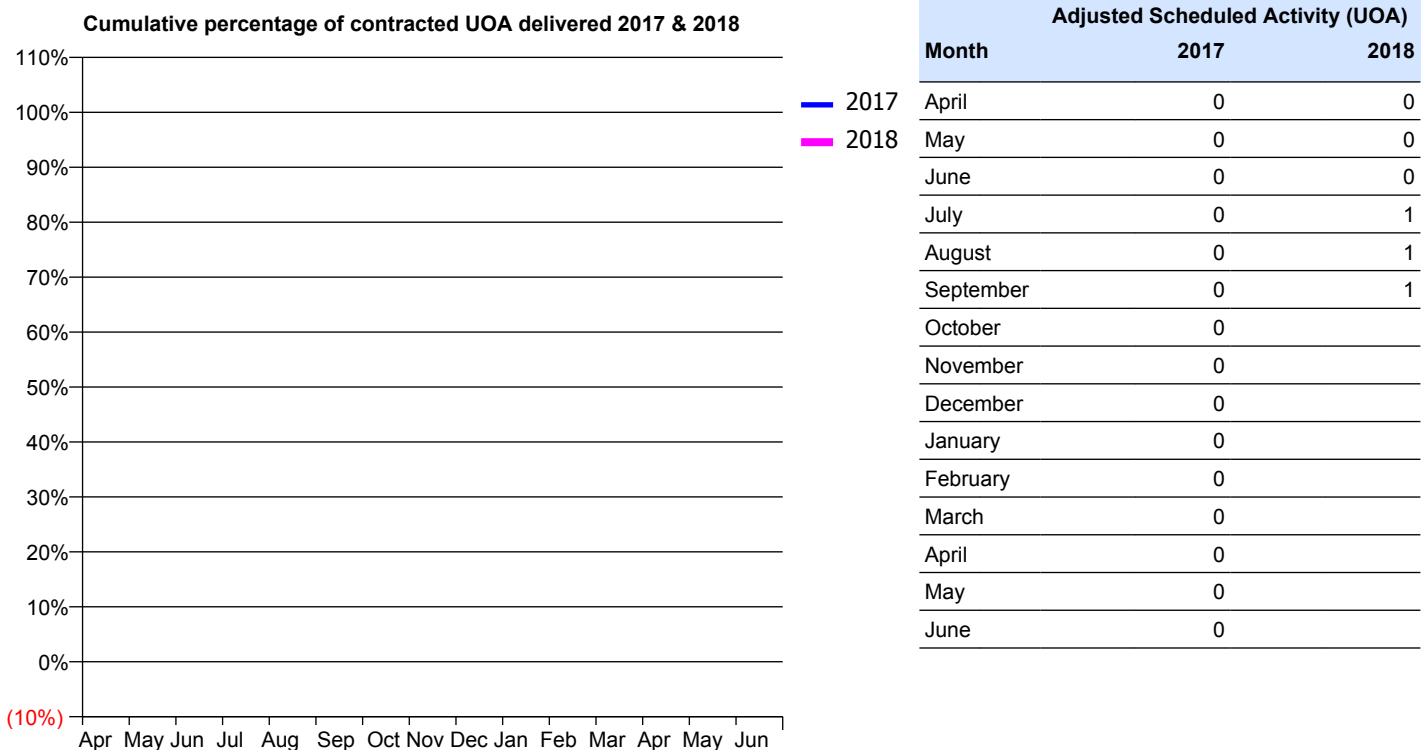 Cumulative percentage of contracted UOA delivered 2017 & 2018
110%
100%
90%
80%
70%
60%
50%
40%
30%
20%
10%
0%
(10%)
Apr May Jun Jul Aug Sep Oct Nov Dec Jan Feb Mar Apr May Jun
2017
2018
Adjusted Scheduled Activity (UOA)
Month 2017 2018
April 0 0
May 0 0
June 0 0
July 0 1
August 0 1
September 0 1
October 0
November 0
December 0
January 0
February 0
March 0
April 0
May 0
June 0